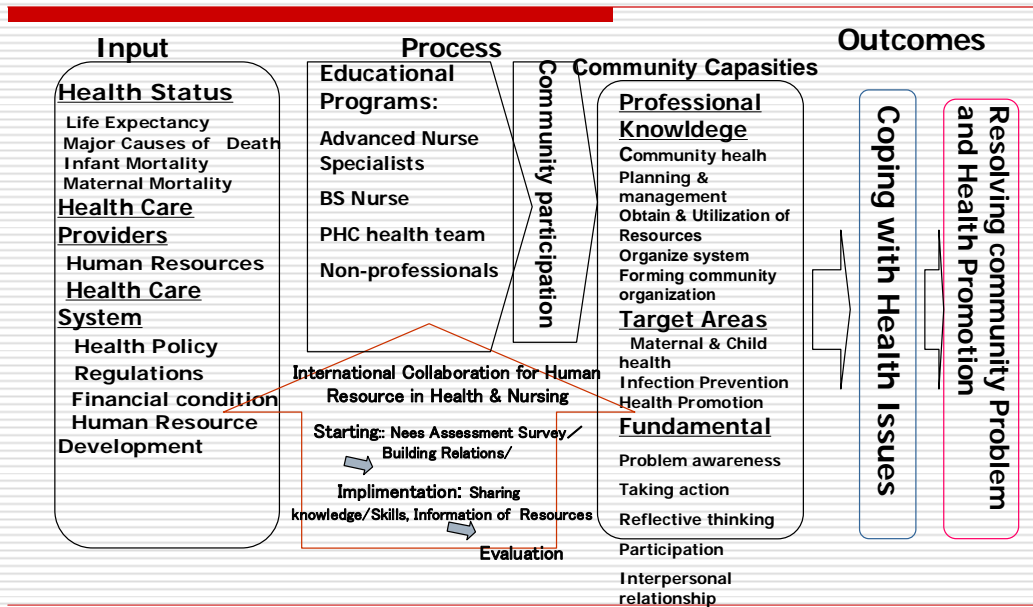 Input
Health Status
Life Expectancy
Major Causes of Death
Infant Mortality
Maternal Mortality
Health Care
Providers
Human Resources
Health Care
System
Health Policy
Regulations
Financial condition
Human Resource
Development
Process
Educational
Programs:
Advanced Nurse
Specialists
BS Nurse
PHC health team
Non-professionals
Community participation
International Collaboration for Human
Resource in Health & Nursing
Starting:: Nees Assessment Survey/
Building Relations/
Implimentation: Sharing
knowledge/Skills, Information of Resources
Evaluation
Community Capasities
Professional
Knowldege
Community healh
Planning &
management
Obtain & Utilization of
Resources
Organize system
Forming community
organization
Target Areas
Maternal & Child
health
Infection Prevention
Health Promotion
Fundamental
Problem awareness
Taking action
Reflective thinking
Participation
Interpersonal
relationship
Outcomes
Coping with Health Issues
Resolving community Problem
and Health Promotion